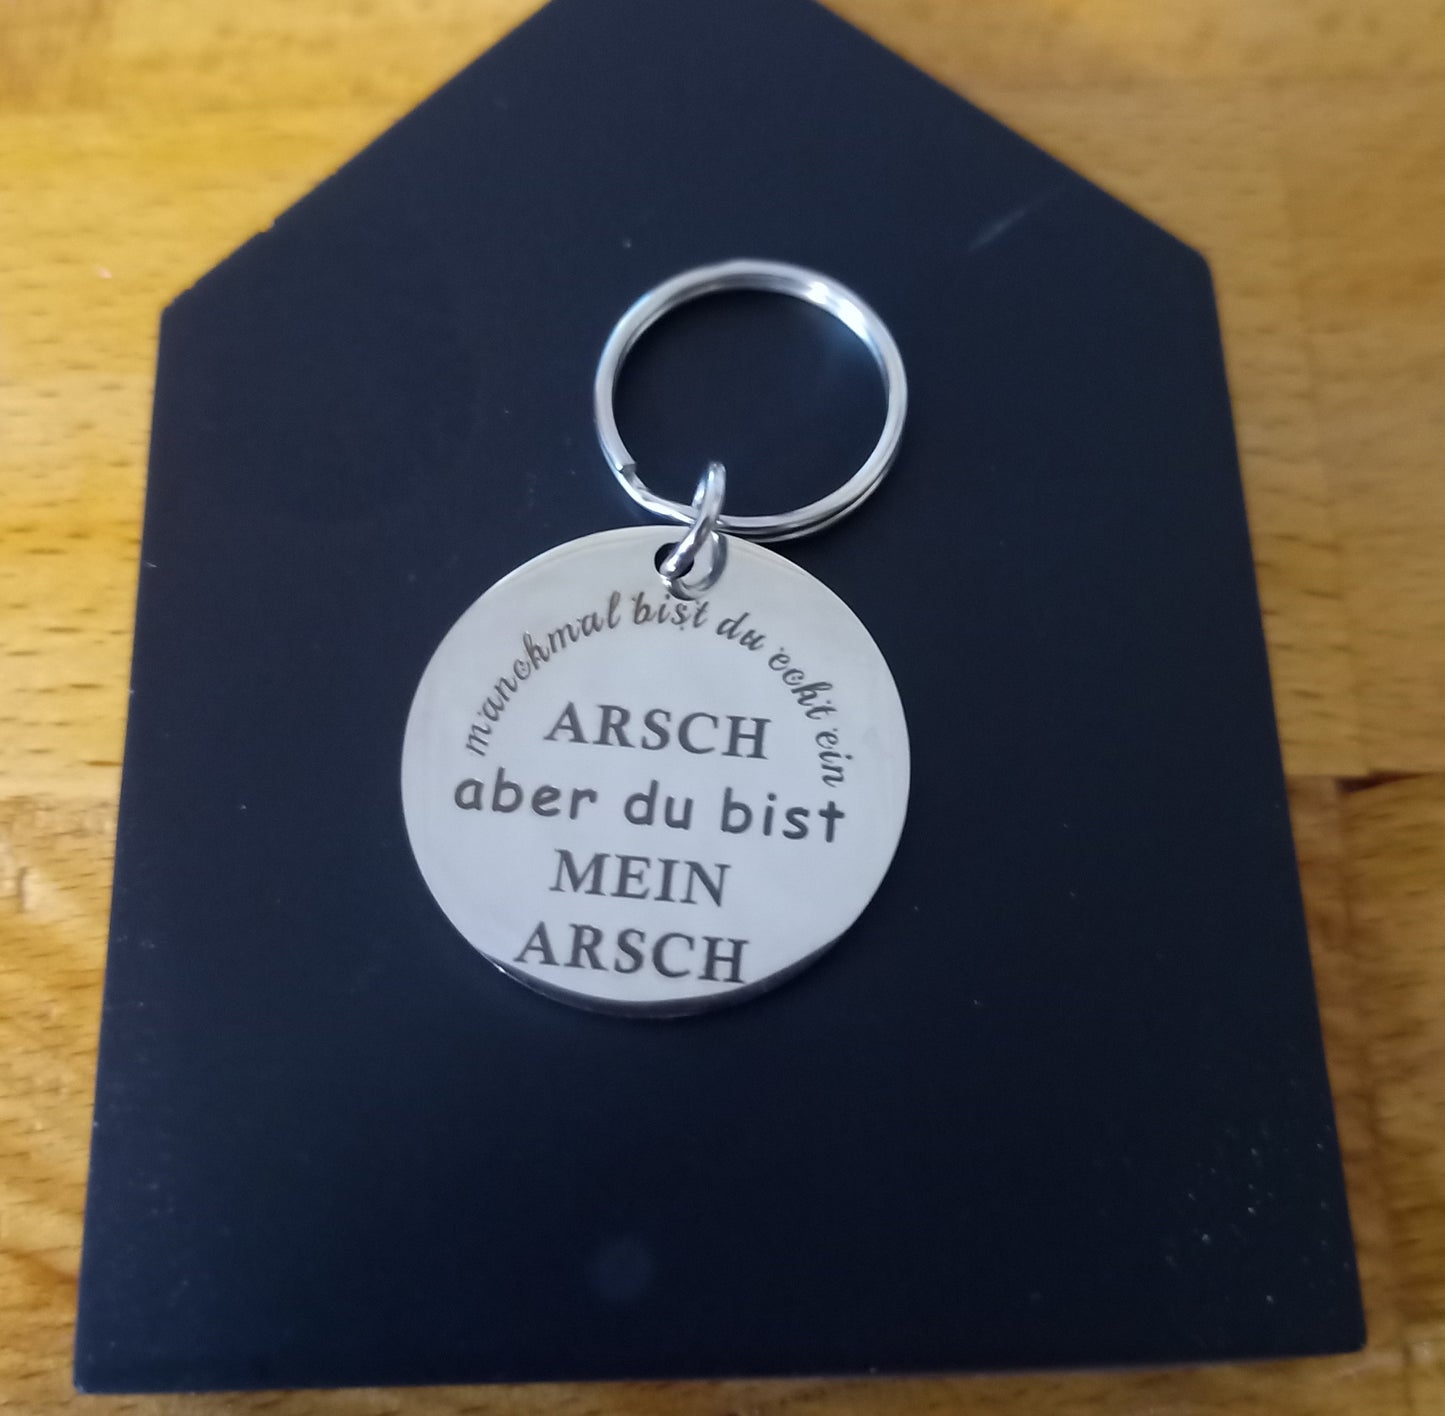 manchmal bist du echt ein
ARSCH
aber du bist
MEIN
ARSCH